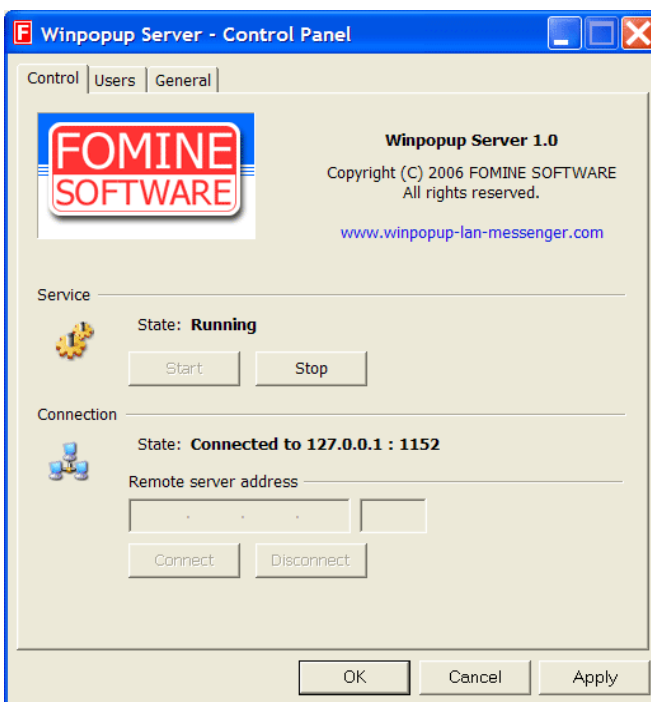 F Winpopup Server - Control Panel
Control Users General
FOMINE
SOFTWARE
Winpopup Server 1.0
Copyright (C) 2006 FOMINE SOFTWARE
All rights reserved.
www.winpopup-lan-messenger.com
Service
State: Running
Start Stop
Connection
State: Connected to 127.0.0.1 : 1152
Remote server address
. . .
Connect Disconnect
OK Cancel Apply